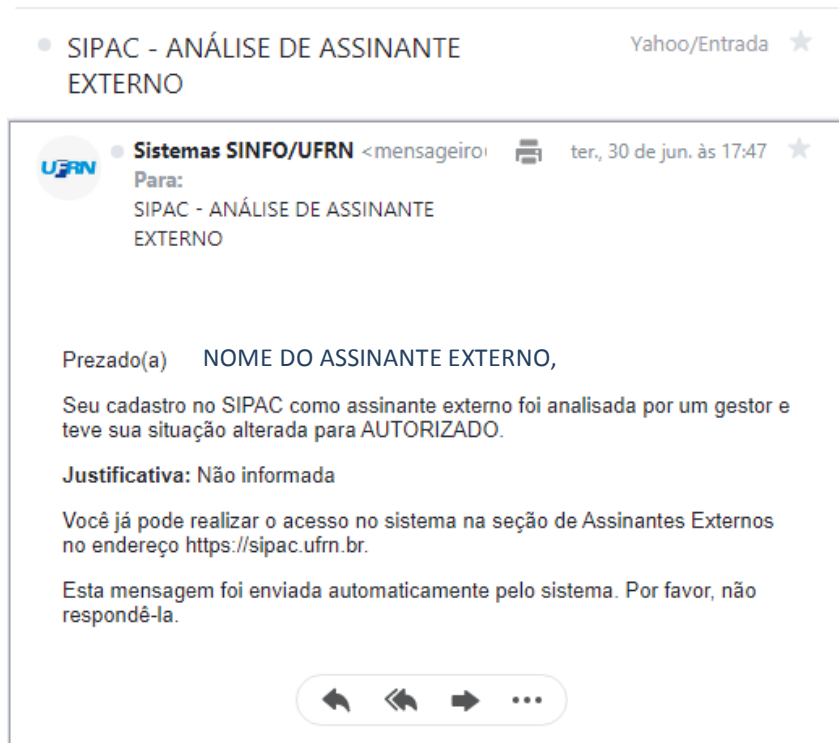 SIPAC - ANÁLISE DE ASSINANTE
EXTERNO
Yahoo/Entrada
UFRN
Sistemas SINFO/UFRN <mensageiro
ter., 30 de jun. às 17:47
Para:
SIPAC - ANÁLISE DE ASSINANTE
EXTERNO
Prezado(a) NOME DO ASSINANTE EXTERNO,
Seu cadastro no SIPAC como assinante externo foi analisada por um gestor e
teve sua situação alterada para AUTORIZADO.
Justificativa: Não informada
Você já pode realizar o acesso no sistema na seção de Assinantes Externos
no endereço https://sipac.ufrn.br.
Esta mensagem foi enviada automaticamente pelo sistema. Por favor, não
respondê-la.